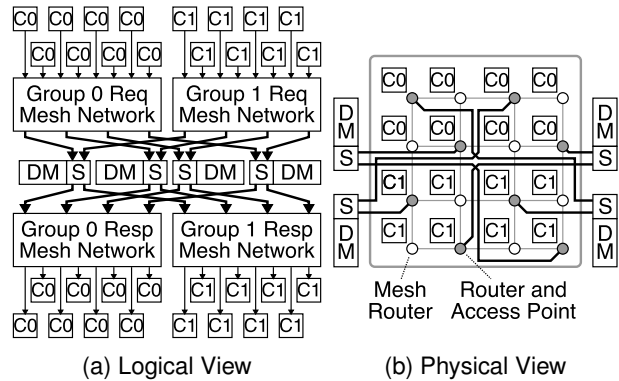 C0 C0 C0 C0 C1 C1 C1 C1
C0 C0 C0 C0 C1 C1 C1 C1
Group 0 Req
Mesh Network
Group 1 Req
Mesh Network
DM S DM S S DM S DM
Group 0 Resp
Mesh Network
Group 1 Resp
Mesh Network
C0 C0 C0 C0 C1 C1 C1 C1
C0 C0 C0 C0 C1 C1 C1 C1
(a) Logical View
C0 C0 C0 C0
DM DM
C0 C0 C0 C0
S S
C1 C1 C1 C1
S S
C1 C1 C1 C1
DM DM
Mesh
Router
Router and
Access Point
(b) Physical View